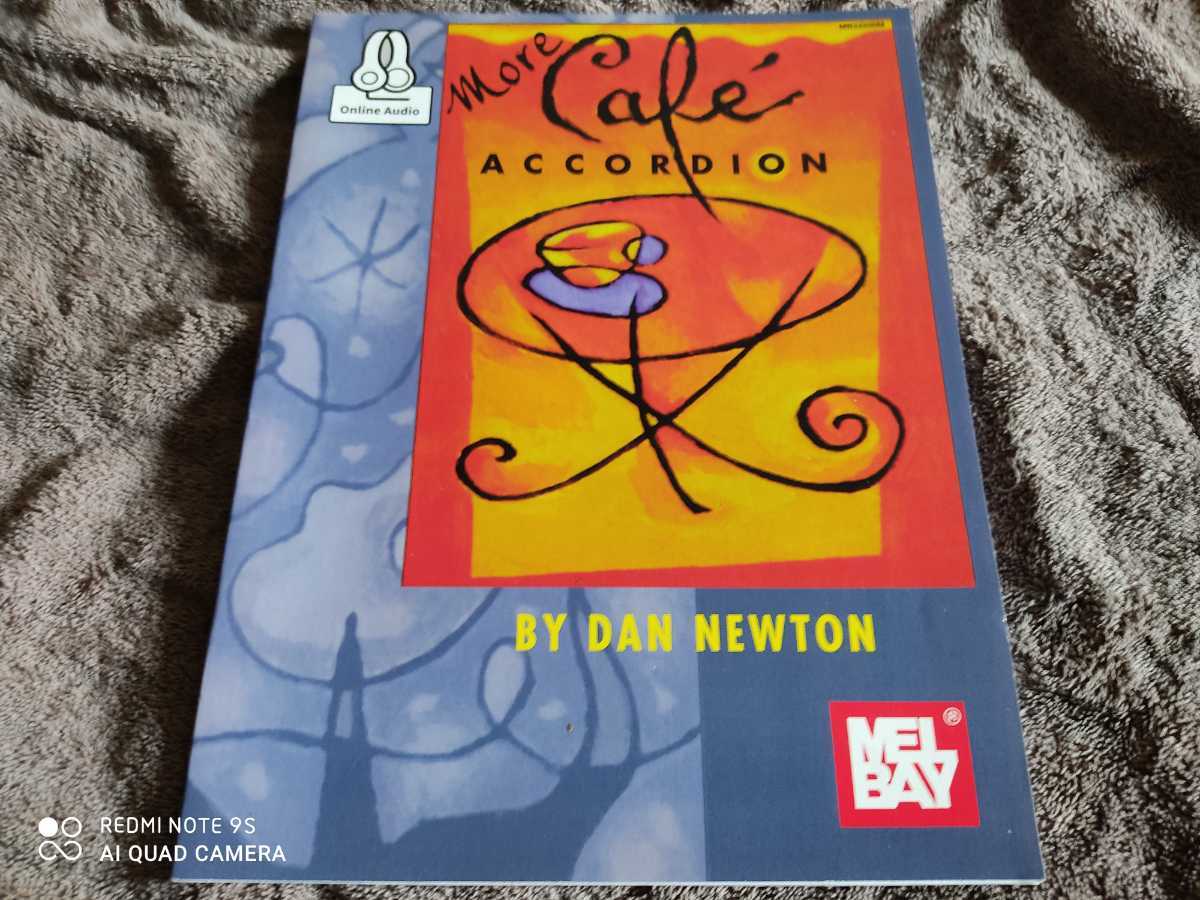 Online Audio
More
Café
ACCORDION
BY DAN NEWTON
MEL
BAY
®
REDMI NOTE 9S
AI QUAD CAMERA